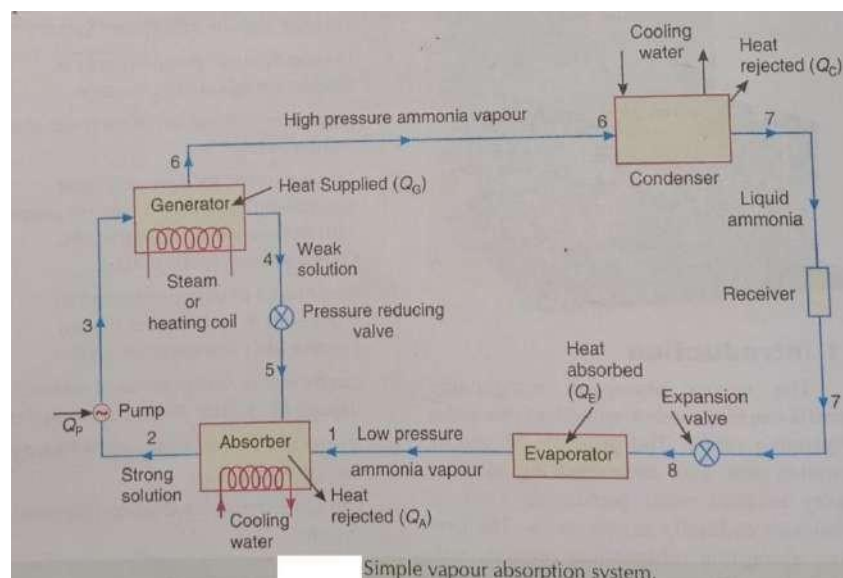 Cooling
water
Heat
rejected (QC)
High pressure ammonia vapour
6
7
6
Condenser
Generator
Heat Supplied (QG)
Liquid
ammonia
4
Weak
solution
Steam
or
heating coil
Receiver
3
Pressure reducing
valve
5
Heat
absorbed
(QE)
Expansion
valve
7
Pump
QP
2
Absorber
1
Low pressure
ammonia vapour
Evaporator
8
Strong
solution
Heat
rejected (QA)
Cooling
water
Simple vapour absorption system.